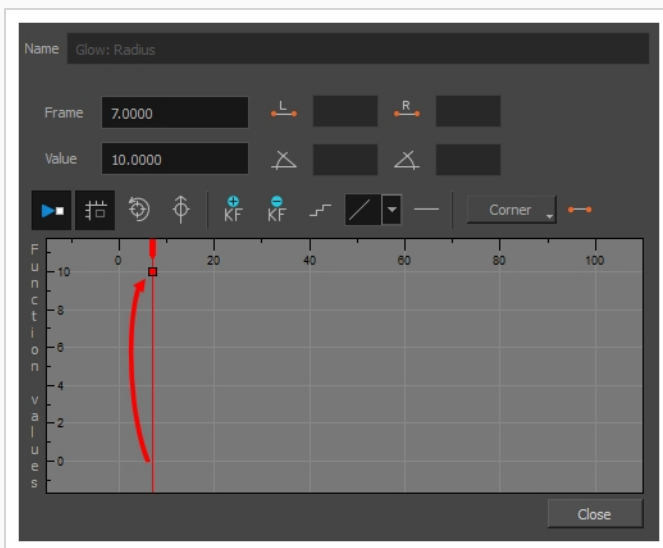 Name Glow: Radius
Frame 7.0000 L R
Value 10.0000
KF KF Corner
Function values
0 20 40 60 80 100
10
8
6
4
2
0
Close